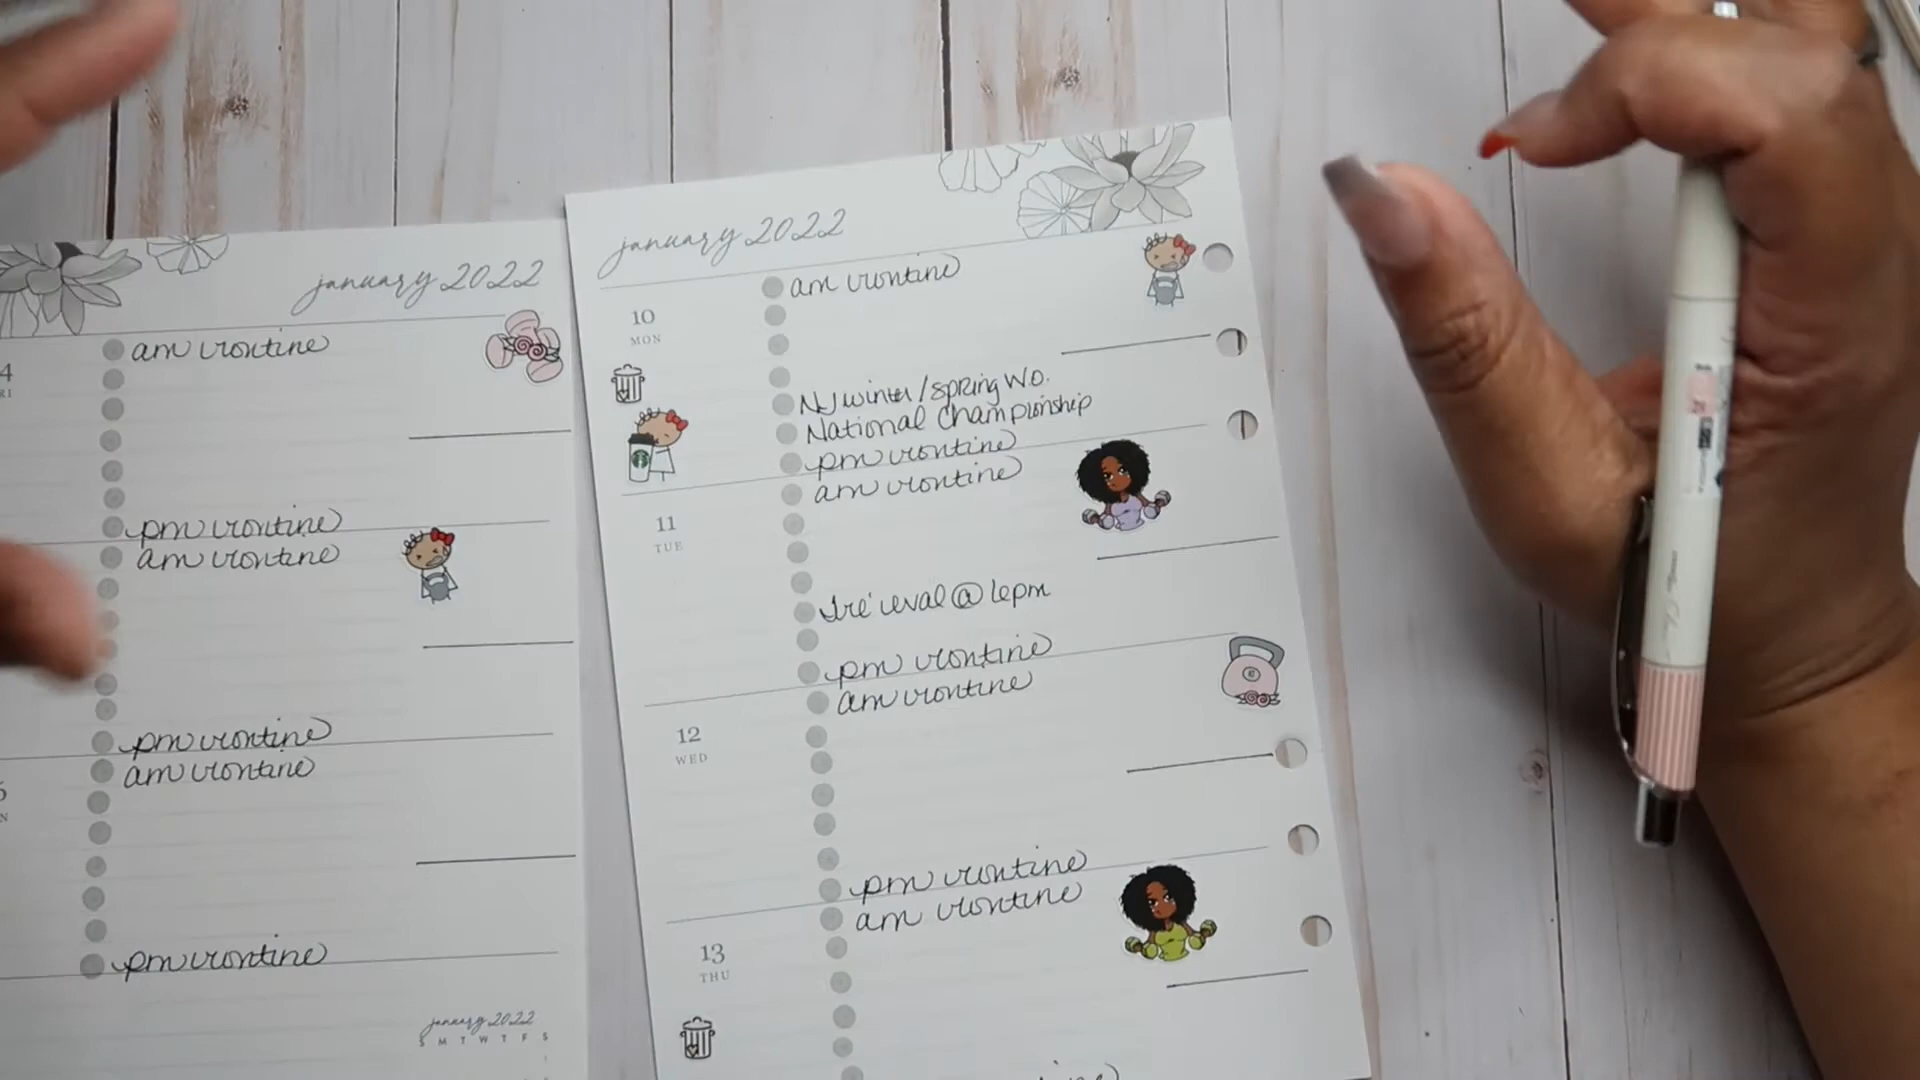 january 2022
4
RI
am routine
pm routine
am routine
pm routine
am routine
pm routine
january 2022
S M T W T F S
january 2022
10
MON
am routine
NJ winter/spring W.O.
National Championship
pm routine
11
TUE
am routine
Tre' eval @ 6pm
pm routine
12
WED
am routine
pm routine
13
THU
am routine